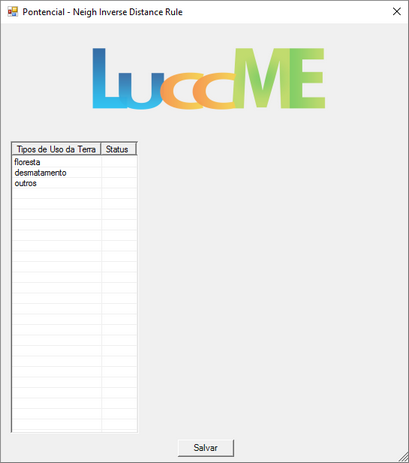 Pontencial - Neigh Inverse Distance Rule
LuccME
Tipos de Uso da Terra Status
floresta
desmatamento
outros
Salvar